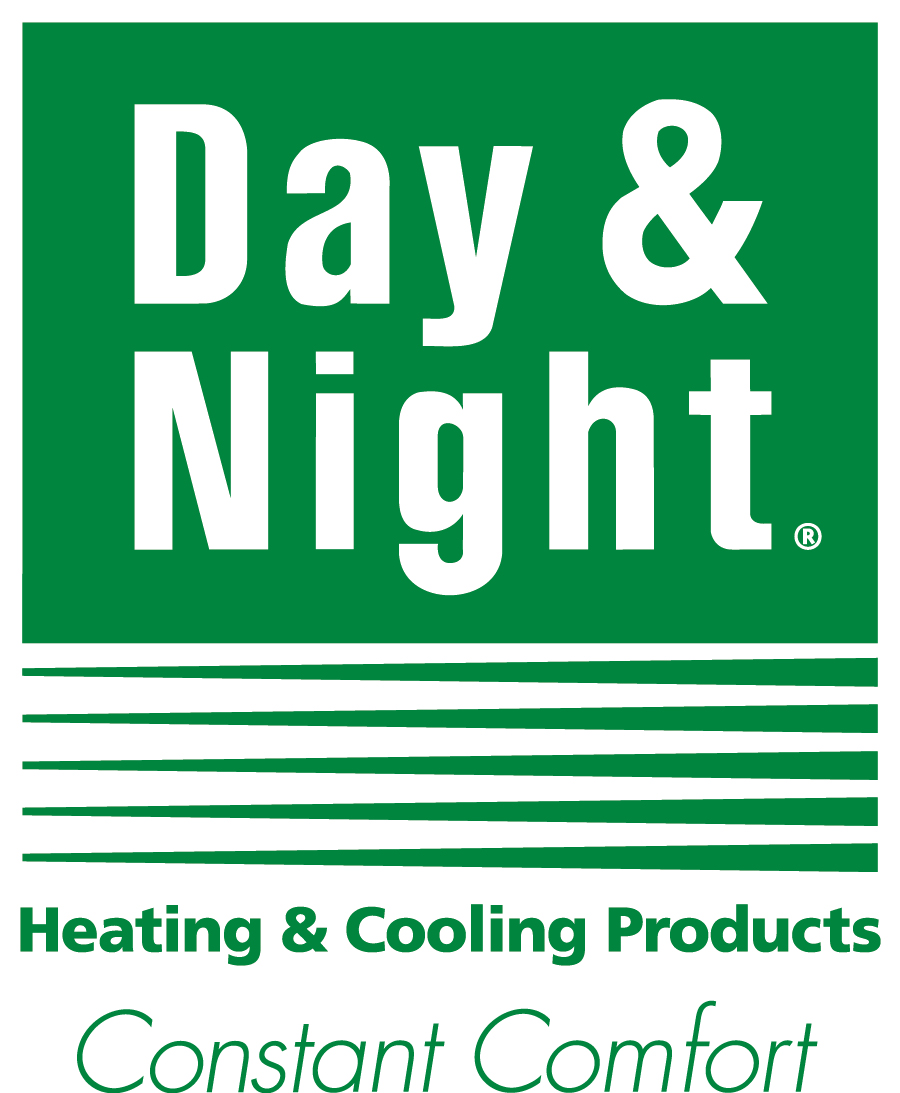 Day &
Night®
Heating & Cooling Products
Constant Comfort